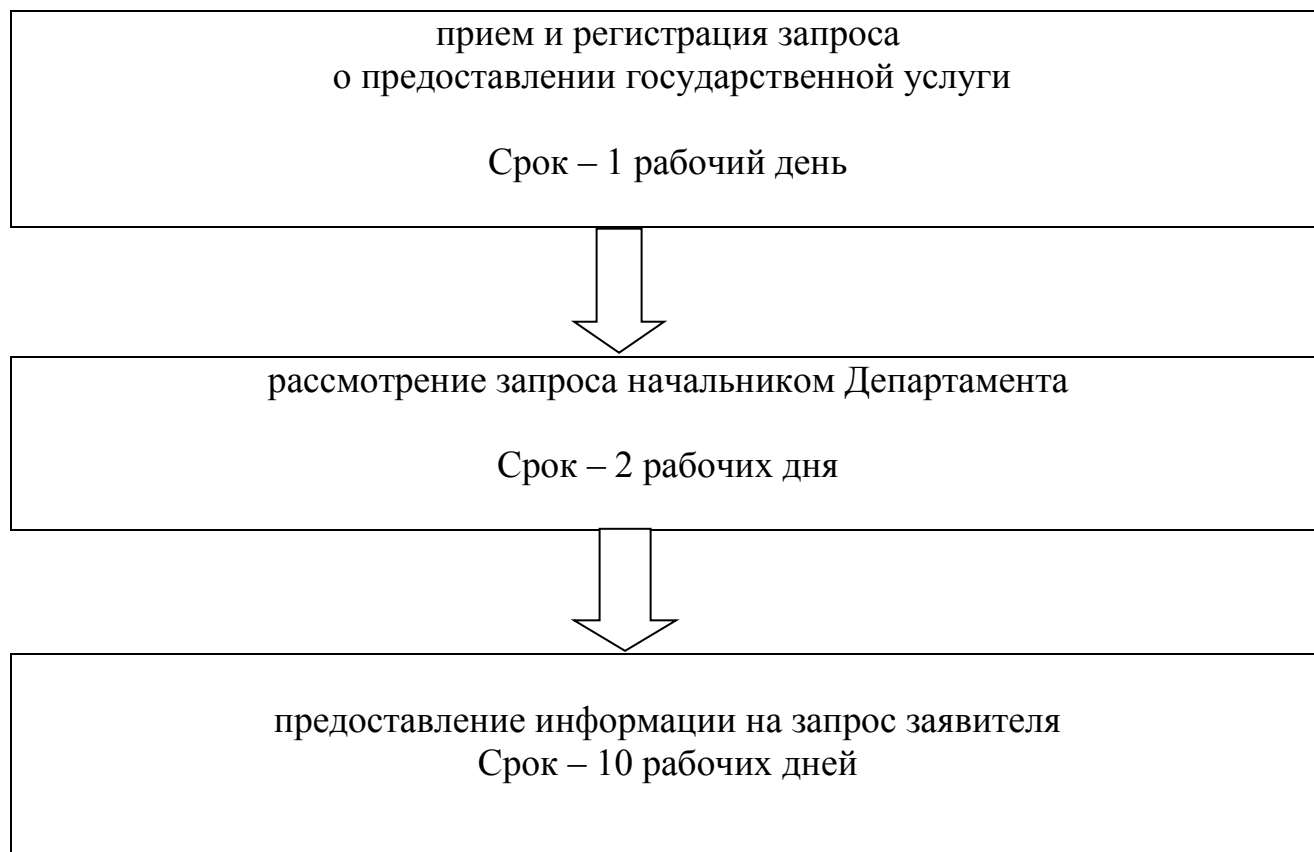 прием и регистрация запроса
о предоставлении государственной услуги
Срок – 1 рабочий день
рассмотрение запроса начальником Департамента
Срок – 2 рабочих дня
предоставление информации на запрос заявителя
Срок – 10 рабочих дней